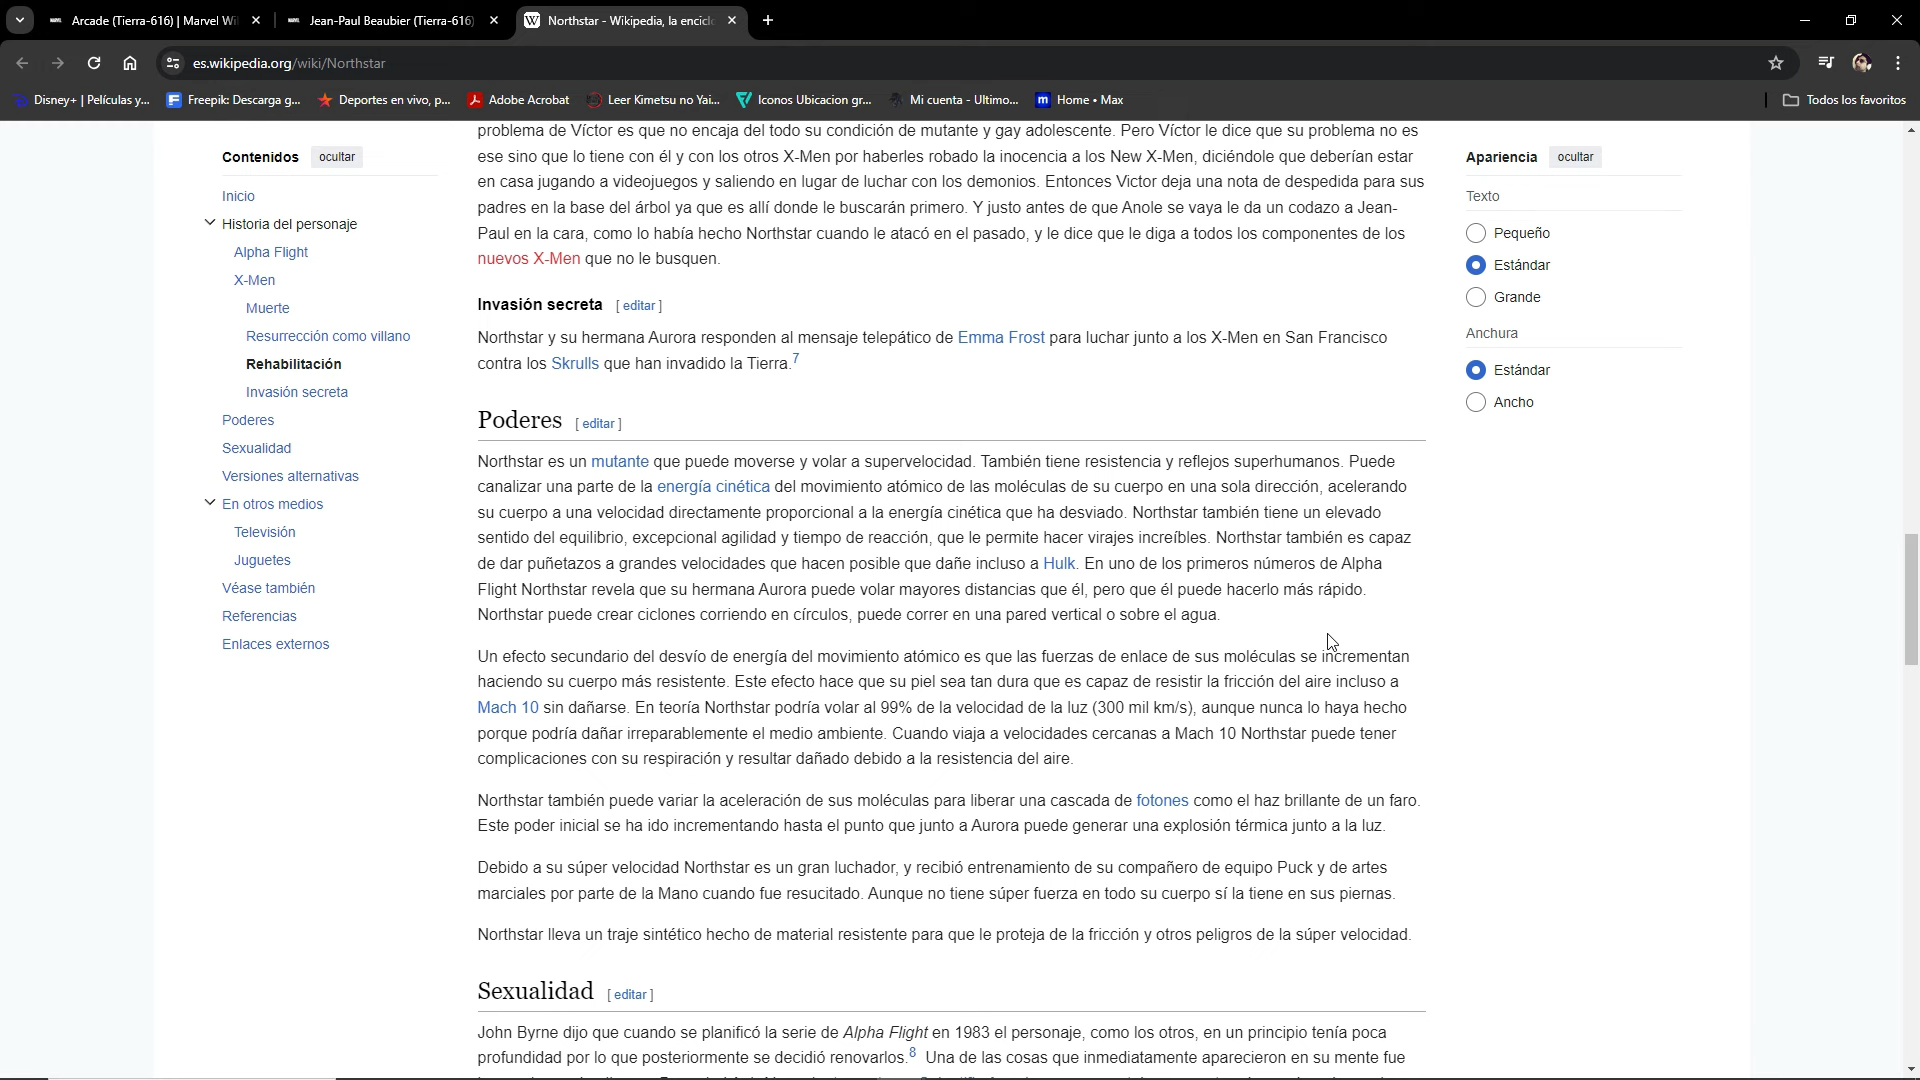 Arcade (Tierra-616) | Marvel Wi
Jean-Paul Beaubier (Tierra-616)
Northstar - Wikipedia, la encicl
es.wikipedia.org/wiki/Northstar
Disney+ | Películas y...
Freepik: Descarga g...
Deportes en vivo, p...
Adobe Acrobat
Leer Kimetsu no Yai...
Iconos Ubicacion gr...
Mi cuenta - Ultimo...
Home • Max
Todos los favoritos
Contenidos
ocultar
Inicio
Historia del personaje
Alpha Flight
X-Men
Muerte
Resurrección como villano
Rehabilitación
Invasión secreta
Poderes
Sexualidad
Versiones alternativas
En otros medios
Televisión
Juguetes
Véase también
Referencias
Enlaces externos
problema de Víctor es que no encaja del todo su condición de mutante y gay adolescente. Pero Víctor le dice que su problema no es
ese sino que lo tiene con él y con los otros X-Men por haberles robado la inocencia a los New X-Men, diciéndole que deberían estar
en casa jugando a videojuegos y saliendo en lugar de luchar con los demonios. Entonces Victor deja una nota de despedida para sus
padres en la base del árbol ya que es allí donde le buscarán primero. Y justo antes de que Anole se vaya le da un codazo a Jean-
Paul en la cara, como lo había hecho Northstar cuando le atacó en el pasado, y le dice que le diga a todos los componentes de los
nuevos X-Men que no le busquen.
Invasión secreta [ editar ]
Northstar y su hermana Aurora responden al mensaje telepático de Emma Frost para luchar junto a los X-Men en San Francisco
contra los Skrulls que han invadido la Tierra.7
Poderes [ editar ]
Northstar es un mutante que puede moverse y volar a supervelocidad. También tiene resistencia y reflejos superhumanos. Puede
canalizar una parte de la energía cinética del movimiento atómico de las moléculas de su cuerpo en una sola dirección, acelerando
su cuerpo a una velocidad directamente proporcional a la energía cinética que ha desviado. Northstar también tiene un elevado
sentido del equilibrio, excepcional agilidad y tiempo de reacción, que le permite hacer virajes increíbles. Northstar también es capaz
de dar puñetazos a grandes velocidades que hacen posible que dañe incluso a Hulk. En uno de los primeros números de Alpha
Flight Northstar revela que su hermana Aurora puede volar mayores distancias que él, pero que él puede hacerlo más rápido.
Northstar puede crear ciclones corriendo en círculos, puede correr en una pared vertical o sobre el agua.
Un efecto secundario del desvío de energía del movimiento atómico es que las fuerzas de enlace de sus moléculas se incrementan
haciendo su cuerpo más resistente. Este efecto hace que su piel sea tan dura que es capaz de resistir la fricción del aire incluso a
Mach 10 sin dañarse. En teoría Northstar podría volar al 99% de la velocidad de la luz (300 mil km/s), aunque nunca lo haya hecho
porque podría dañar irreparablemente el medio ambiente. Cuando viaja a velocidades cercanas a Mach 10 Northstar puede tener
complicaciones con su respiración y resultar dañado debido a la resistencia del aire.
Northstar también puede variar la aceleración de sus moléculas para liberar una cascada de fotones como el haz brillante de un faro.
Este poder inicial se ha ido incrementando hasta el punto que junto a Aurora puede generar una explosión térmica junto a la luz.
Debido a su súper velocidad Northstar es un gran luchador, y recibió entrenamiento de su compañero de equipo Puck y de artes
marciales por parte de la Mano cuando fue resucitado. Aunque no tiene súper fuerza en todo su cuerpo sí la tiene en sus piernas.
Northstar lleva un traje sintético hecho de material resistente para que le proteja de la fricción y otros peligros de la súper velocidad.
Sexualidad [ editar ]
John Byrne dijo que cuando se planificó la serie de Alpha Flight en 1983 el personaje, como los otros, en un principio tenía poca
profundidad por lo que posteriormente se decidió renovarlos.8 Una de las cosas que inmediatamente aparecieron en su mente fue
Apariencia
ocultar
Texto
Pequeño
Estándar
Grande
Anchura
Estándar
Ancho